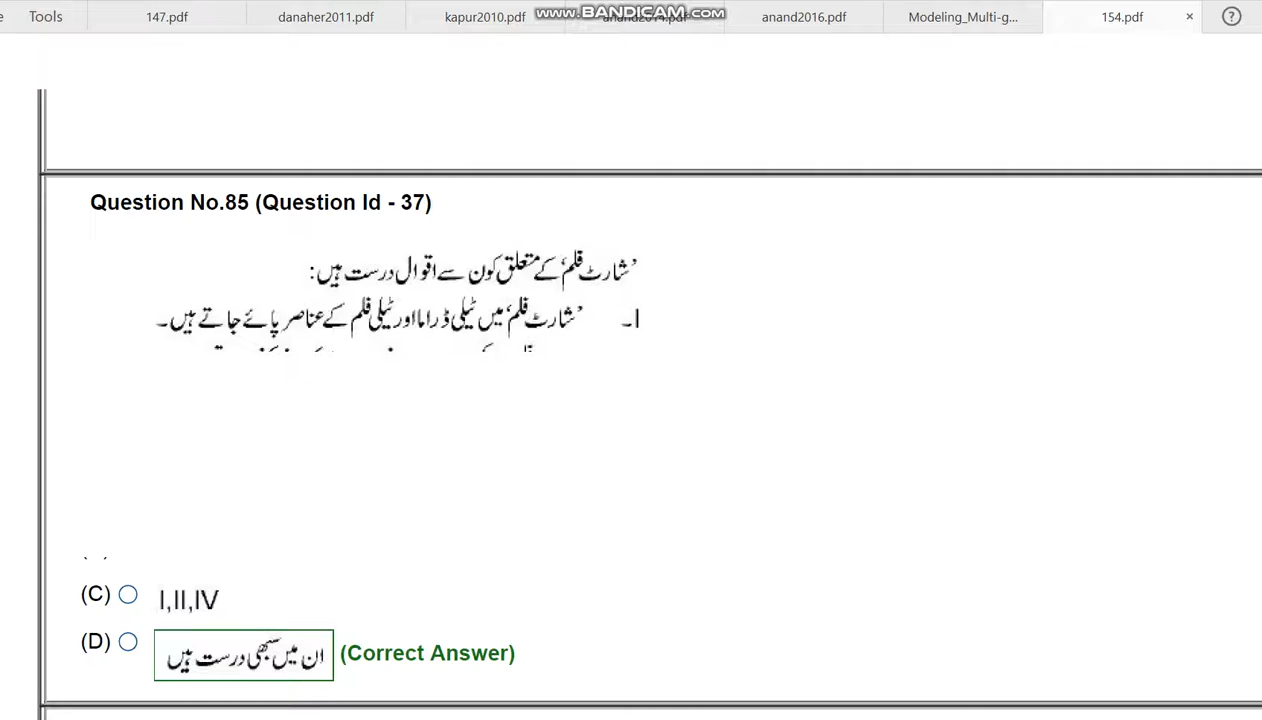 Tools 147.pdf danaher2011.pdf kapur2010.pdf anand2014.pdf anand2016.pdf Modeling_Multi-g... 154.pdf × ?
www.BANDICAM.com
Question No.85 (Question Id - 37)
’شارٹ فلم‘ کے متعلق کون سے اقوال درست ہیں:
I۔ ’شارٹ فلم‘ میں ٹیلی ڈراما اور ٹیلی فلم کے عناصر پائے جاتے ہیں۔
(C) I,II,IV
(D) ان میں سبھی درست ہیں (Correct Answer)